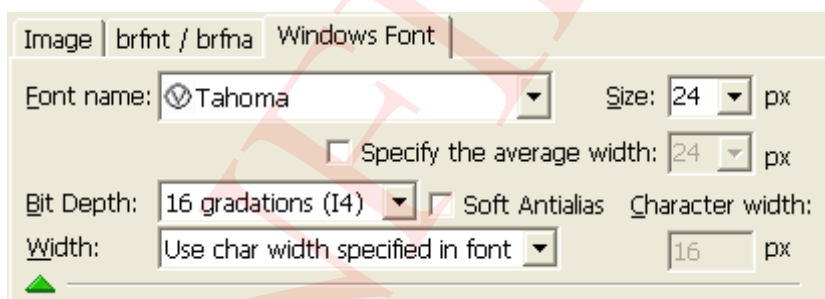 Image brfnt / brfna Windows Font
Font name: Tahoma Size: 24 px
Specify the average width: 24 px
Bit Depth: 16 gradations (I4) Soft Antialias Character width:
Width: Use char width specified in font 16 px